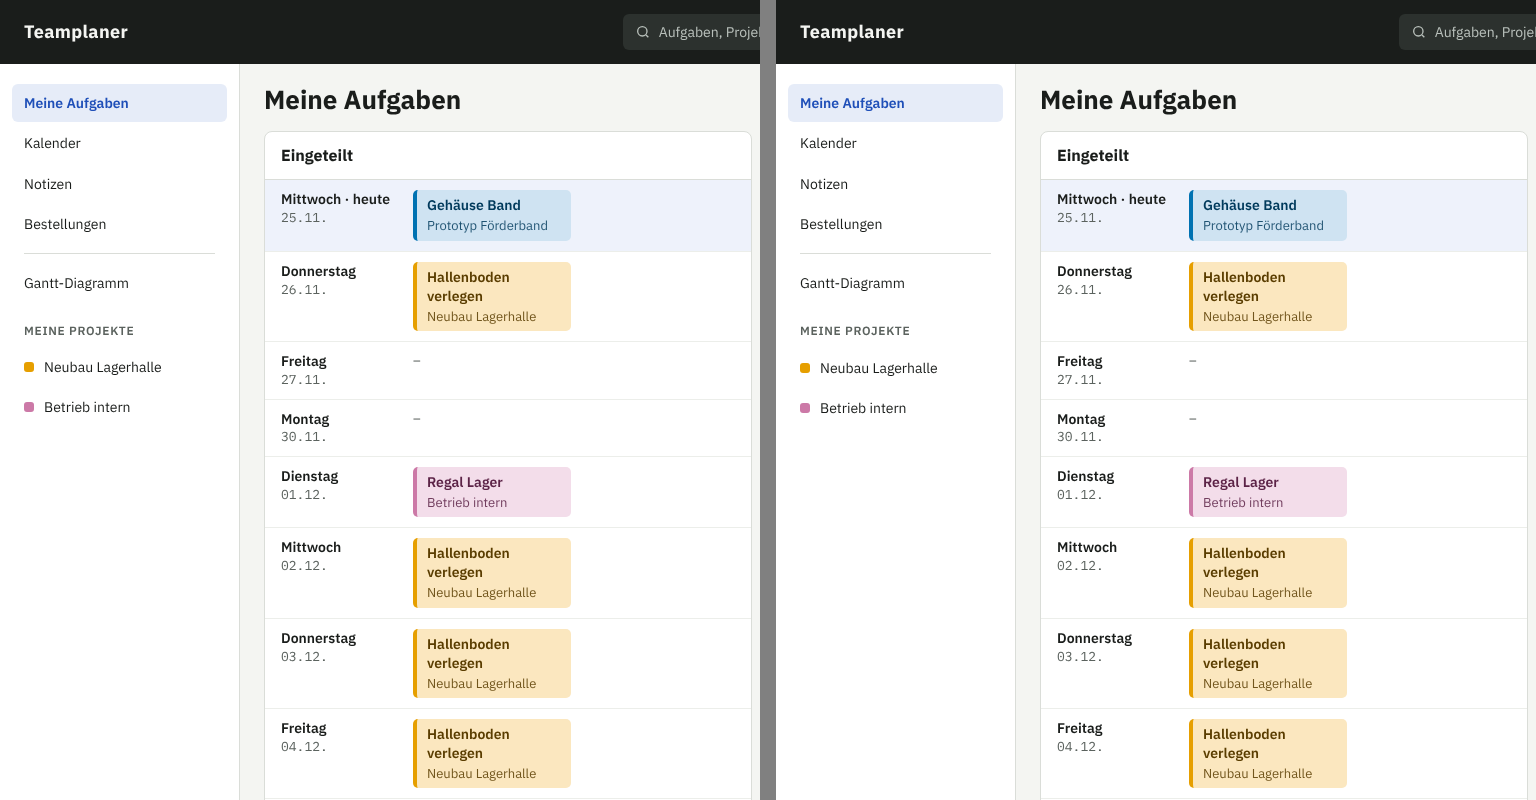 Teamplaner
Aufgaben, Projek
Meine Aufgaben
Kalender
Notizen
Bestellungen
Gantt-Diagramm
MEINE PROJEKTE
Neubau Lagerhalle
Betrieb intern
Meine Aufgaben
Eingeteilt
Mittwoch · heute
25.11.
Gehäuse Band
Prototyp Förderband
Donnerstag
26.11.
Hallenboden
verlegen
Neubau Lagerhalle
Freitag
27.11.
–
Montag
30.11.
–
Dienstag
01.12.
Regal Lager
Betrieb intern
Mittwoch
02.12.
Hallenboden
verlegen
Neubau Lagerhalle
Donnerstag
03.12.
Hallenboden
verlegen
Neubau Lagerhalle
Freitag
04.12.
Hallenboden
verlegen
Neubau Lagerhalle
Teamplaner
Aufgaben, Proje
Meine Aufgaben
Kalender
Notizen
Bestellungen
Gantt-Diagramm
MEINE PROJEKTE
Neubau Lagerhalle
Betrieb intern
Meine Aufgaben
Eingeteilt
Mittwoch · heute
25.11.
Gehäuse Band
Prototyp Förderband
Donnerstag
26.11.
Hallenboden
verlegen
Neubau Lagerhalle
Freitag
27.11.
–
Montag
30.11.
–
Dienstag
01.12.
Regal Lager
Betrieb intern
Mittwoch
02.12.
Hallenboden
verlegen
Neubau Lagerhalle
Donnerstag
03.12.
Hallenboden
verlegen
Neubau Lagerhalle
Freitag
04.12.
Hallenboden
verlegen
Neubau Lagerhalle